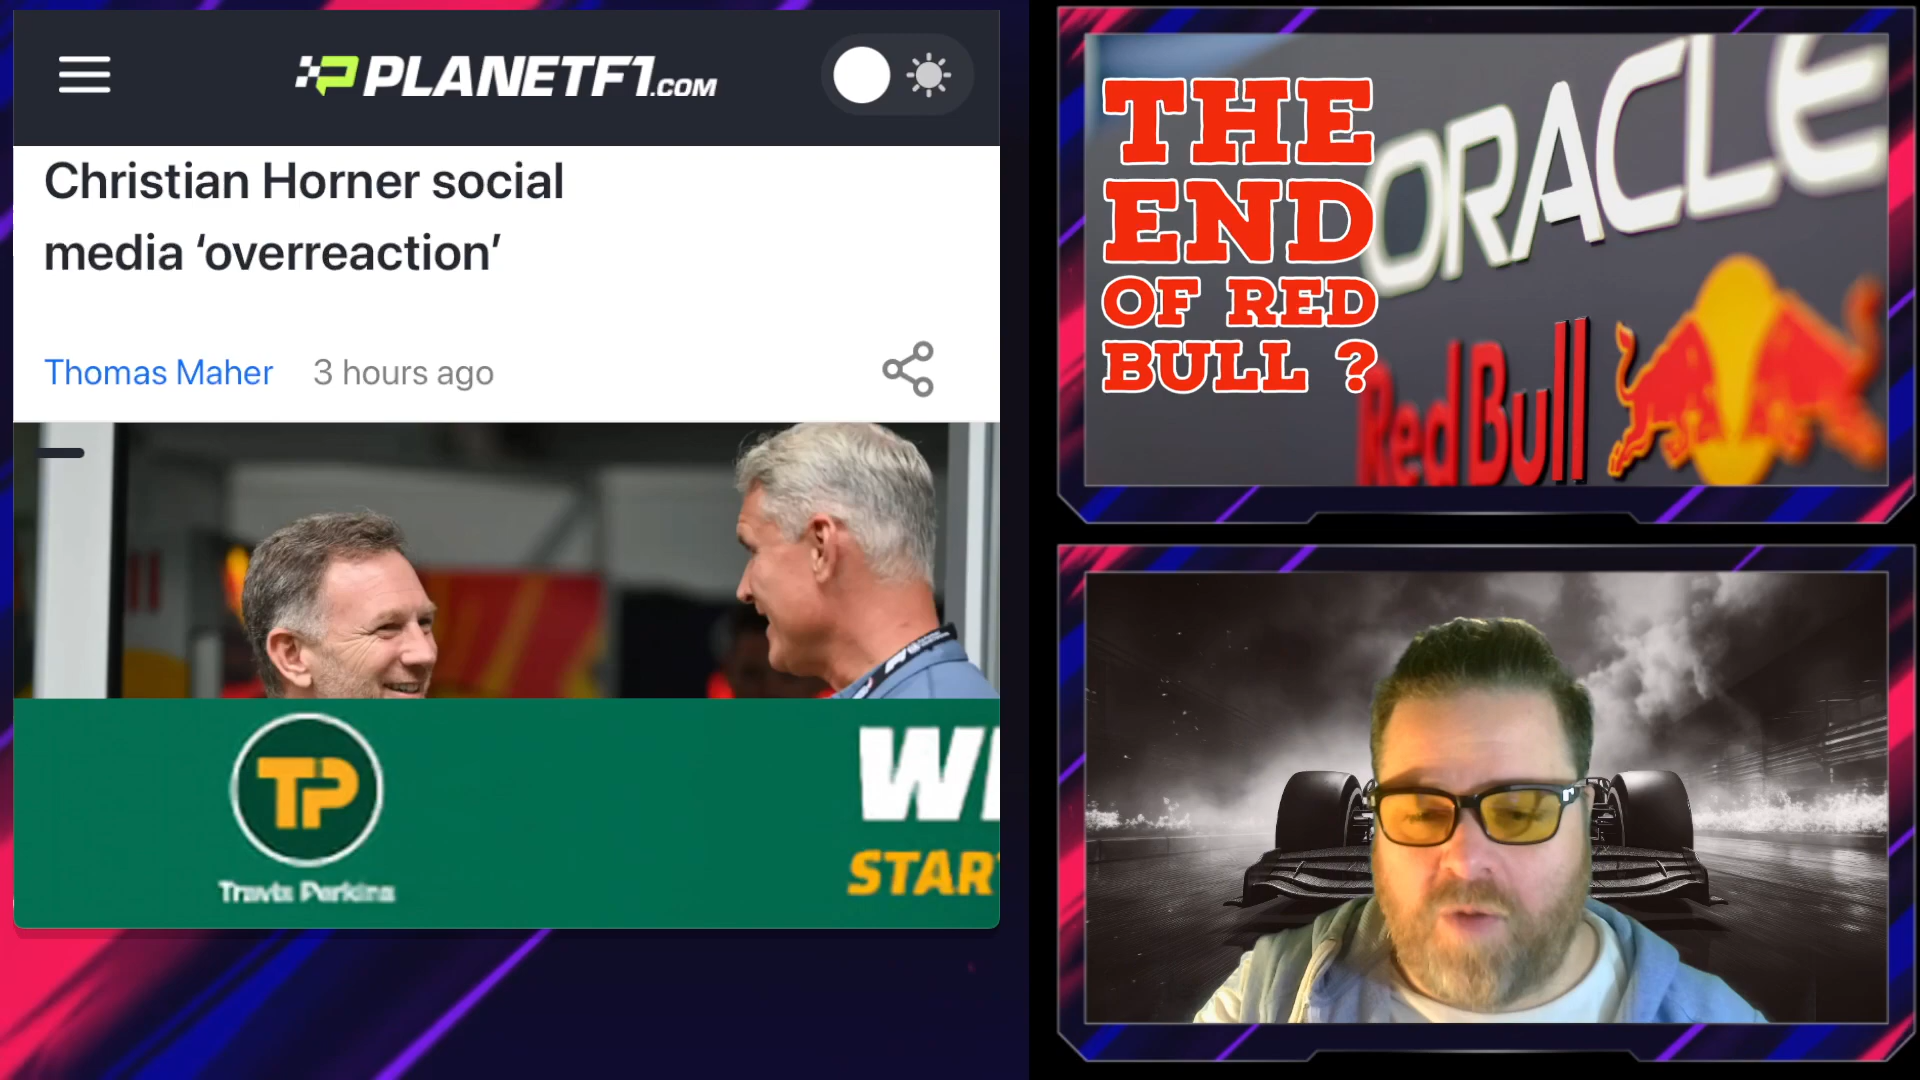 PLANETF1.COM
Christian Horner social
media ‘overreaction’
Thomas Maher 3 hours ago
TP
Travis Perkins
START
THE
END
OF RED
BULL ?
ORACLE
Red Bull